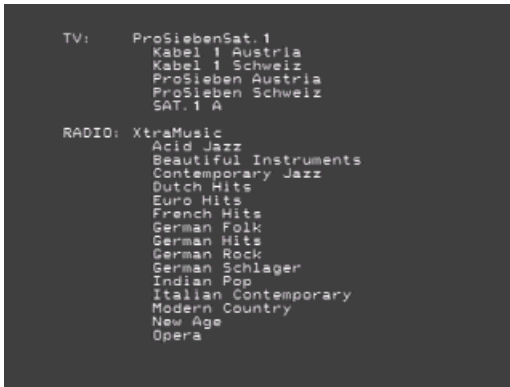 TV: ProSiebenSat.1
Kabel 1 Austria
Kabel 1 Schweiz
ProSieben Austria
ProSieben Schweiz
SAT.1 A
RADIO: XtraMusic
Acid Jazz
Beautiful Instruments
Contemporary Jazz
Dutch Hits
Euro Hits
French Hits
German Folk
German Hits
German Rock
German Schlager
Indian Pop
Italian Contemporary
Modern Country
New Age
Opera